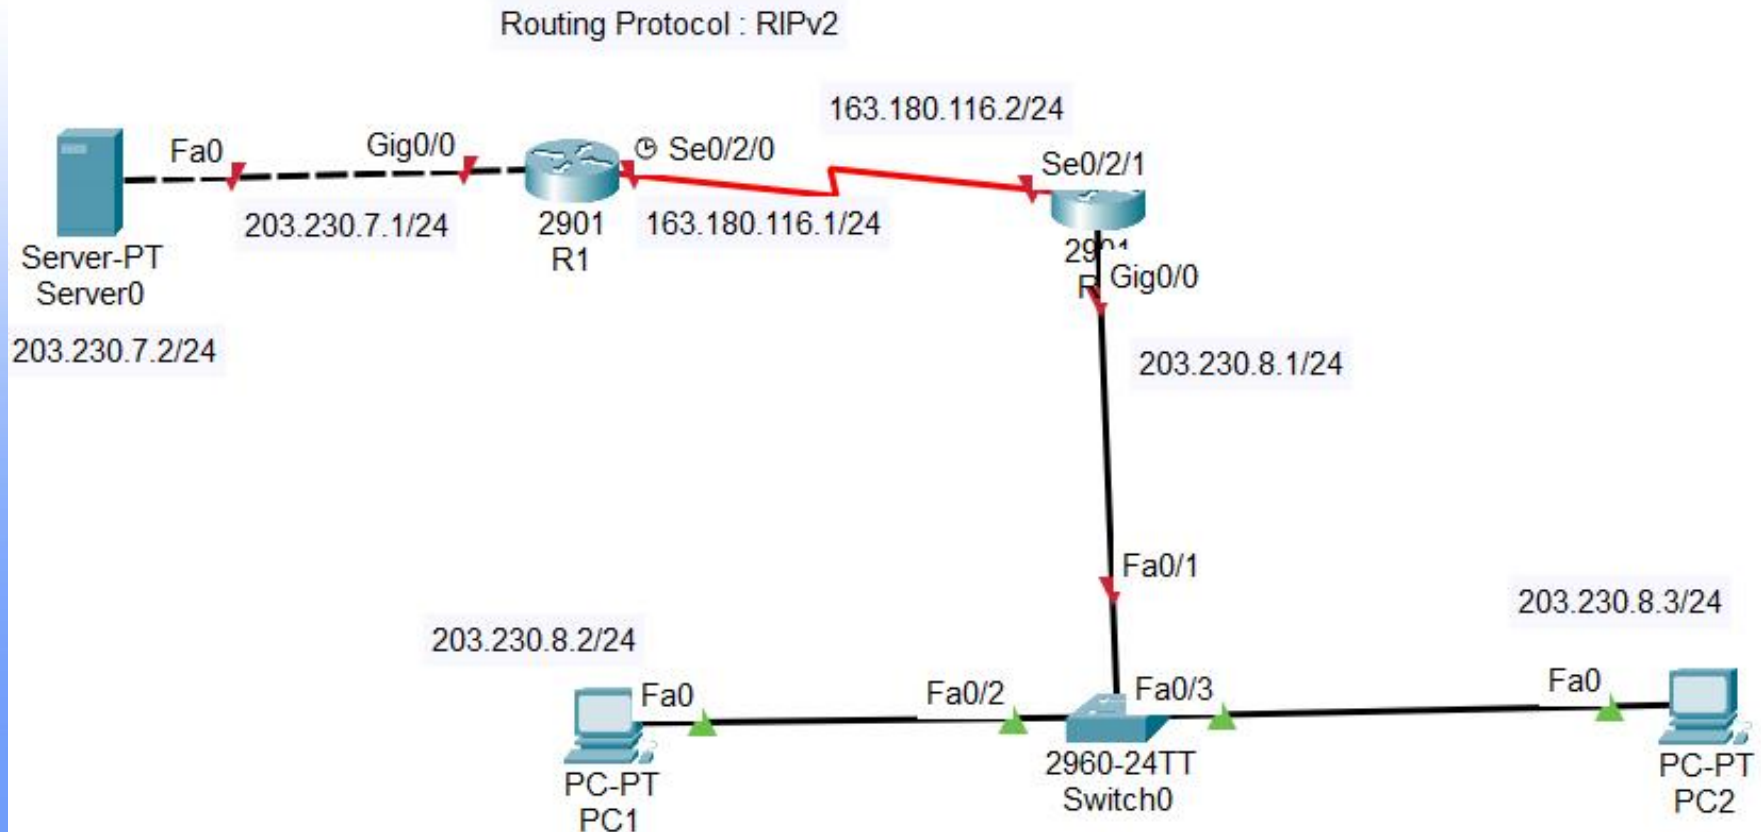 Routing Protocol : RIPv2
163.180.116.2/24
Fa0
Gig0/0
Se0/2/0
Se0/2/1
203.230.7.1/24
2901
R1
163.180.116.1/24
Server-PT
Server0
Gig0/0
203.230.7.2/24
203.230.8.1/24
Fa0/1
203.230.8.3/24
203.230.8.2/24
Fa0
Fa0/2
Fa0/3
Fa0
PC-PT
PC1
2960-24TT
Switch0
PC-PT
PC2